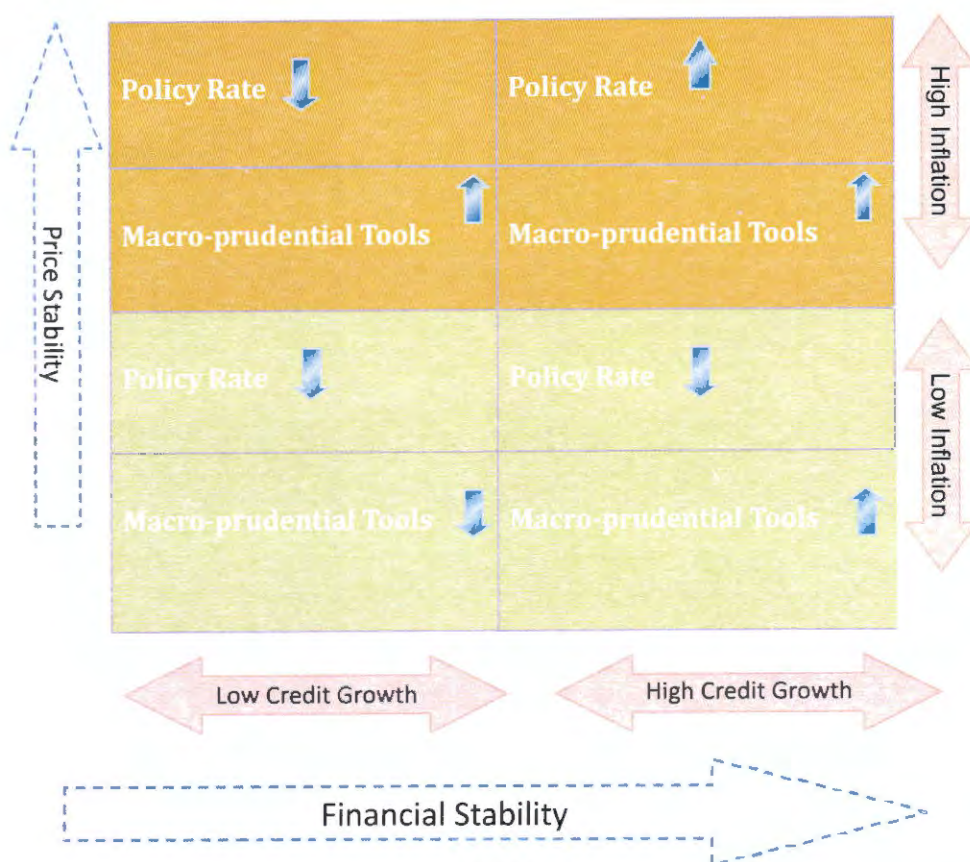 Policy Rate
Policy Rate
High Inflation
Macro-prudential Tools
Macro-prudential Tools
Price Stability
Policy Rate
Policy Rate
Low Inflation
Macro-prudential Tools
Macro-prudential Tools
Low Credit Growth
High Credit Growth
Financial Stability